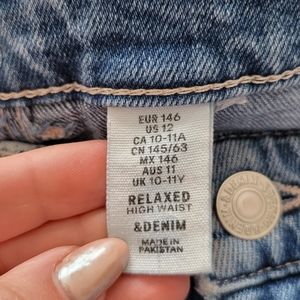 EUR 146
US 12
CA 10-11A
CN 145/63
MX 146
AUS 11
UK 10-11Y
RELAXED
HIGH WAIST
&DENIM
MADE IN
PAKISTAN